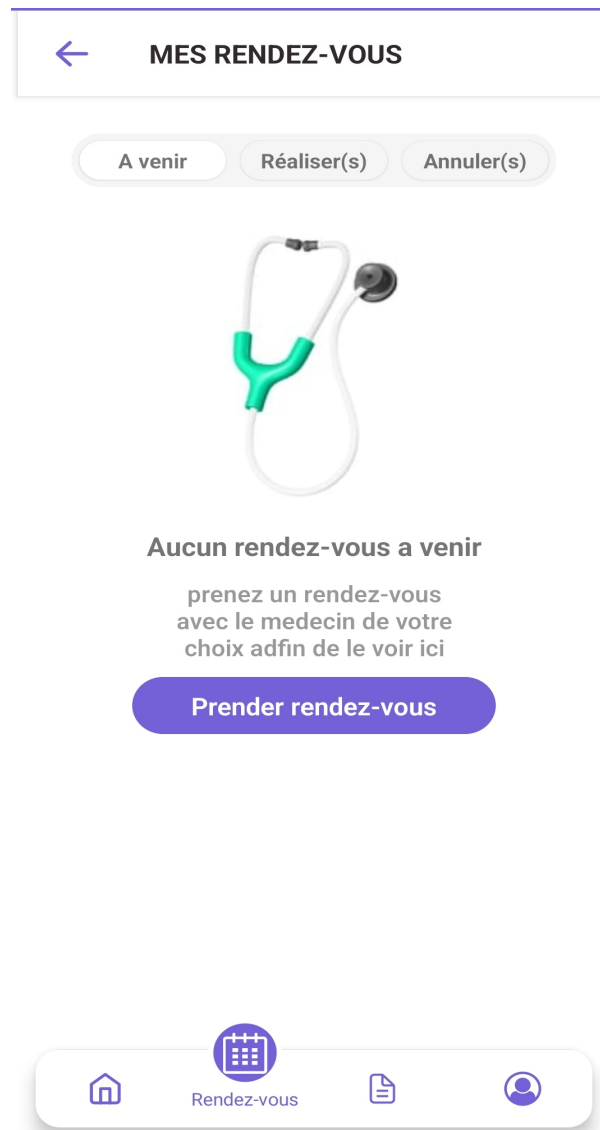 MES RENDEZ-VOUS
A venir
Réaliser(s)
Annuler(s)
Aucun rendez-vous a venir
prenez un rendez-vous
avec le medecin de votre
choix adfin de le voir ici
Prender rendez-vous
Rendez-vous